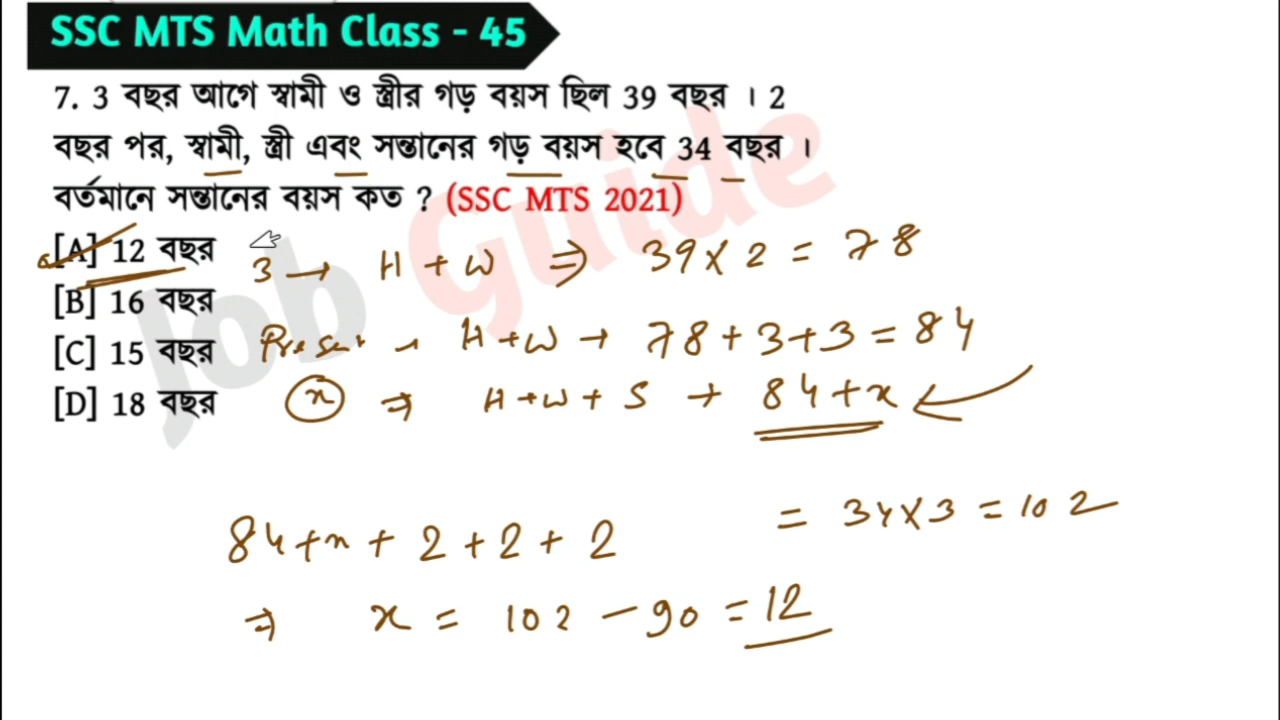 SSC MTS Math Class - 45
7. 3 বছর আগে স্বামী ও স্ত্রীর গড় বয়স ছিল 39 বছর । 2
বছর পর, স্বামী, স্ত্রী এবং সন্তানের গড় বয়স হবে 34 বছর ।
বর্তমানে সন্তানের বয়স কত ? (SSC MTS 2021)
[A] 12 বছর
[B] 16 বছর
[C] 15 বছর
[D] 18 বছর
3 → H + W ⇒ 39 × 2 = 78
Present → H+W → 78+3+3 = 84
x ⇒ H+W+S → 84+x
84+x+2+2+2 = 34×3 = 102
⇒ x = 102 - 90 = 12
Job Guide